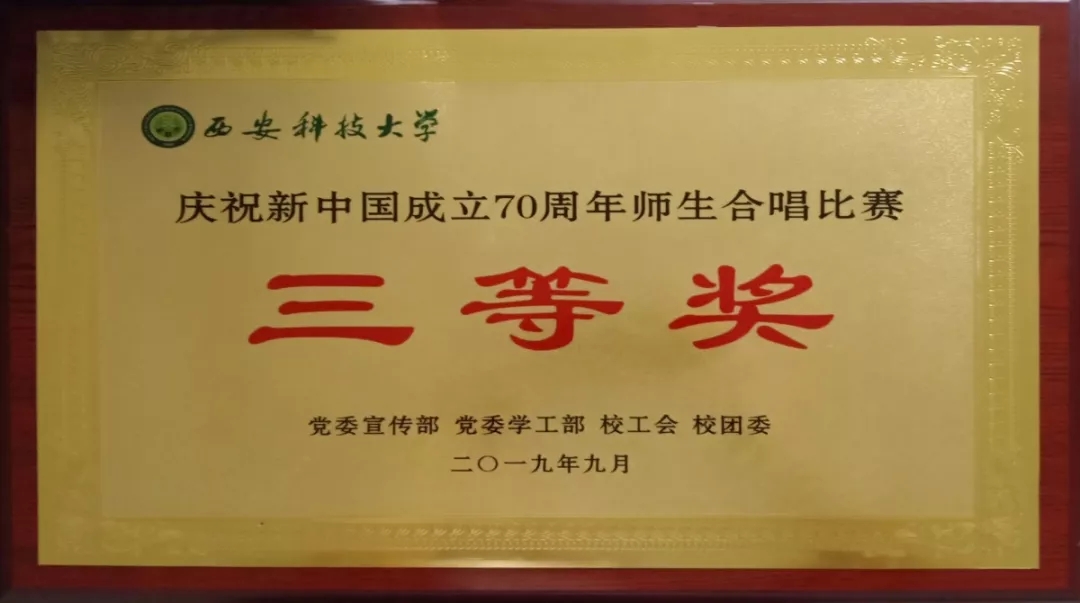 西安科技大学
庆祝新中国成立70周年师生合唱比赛
三等奖
党委宣传部 党委学工部 校工会 校团委
二〇一九年九月